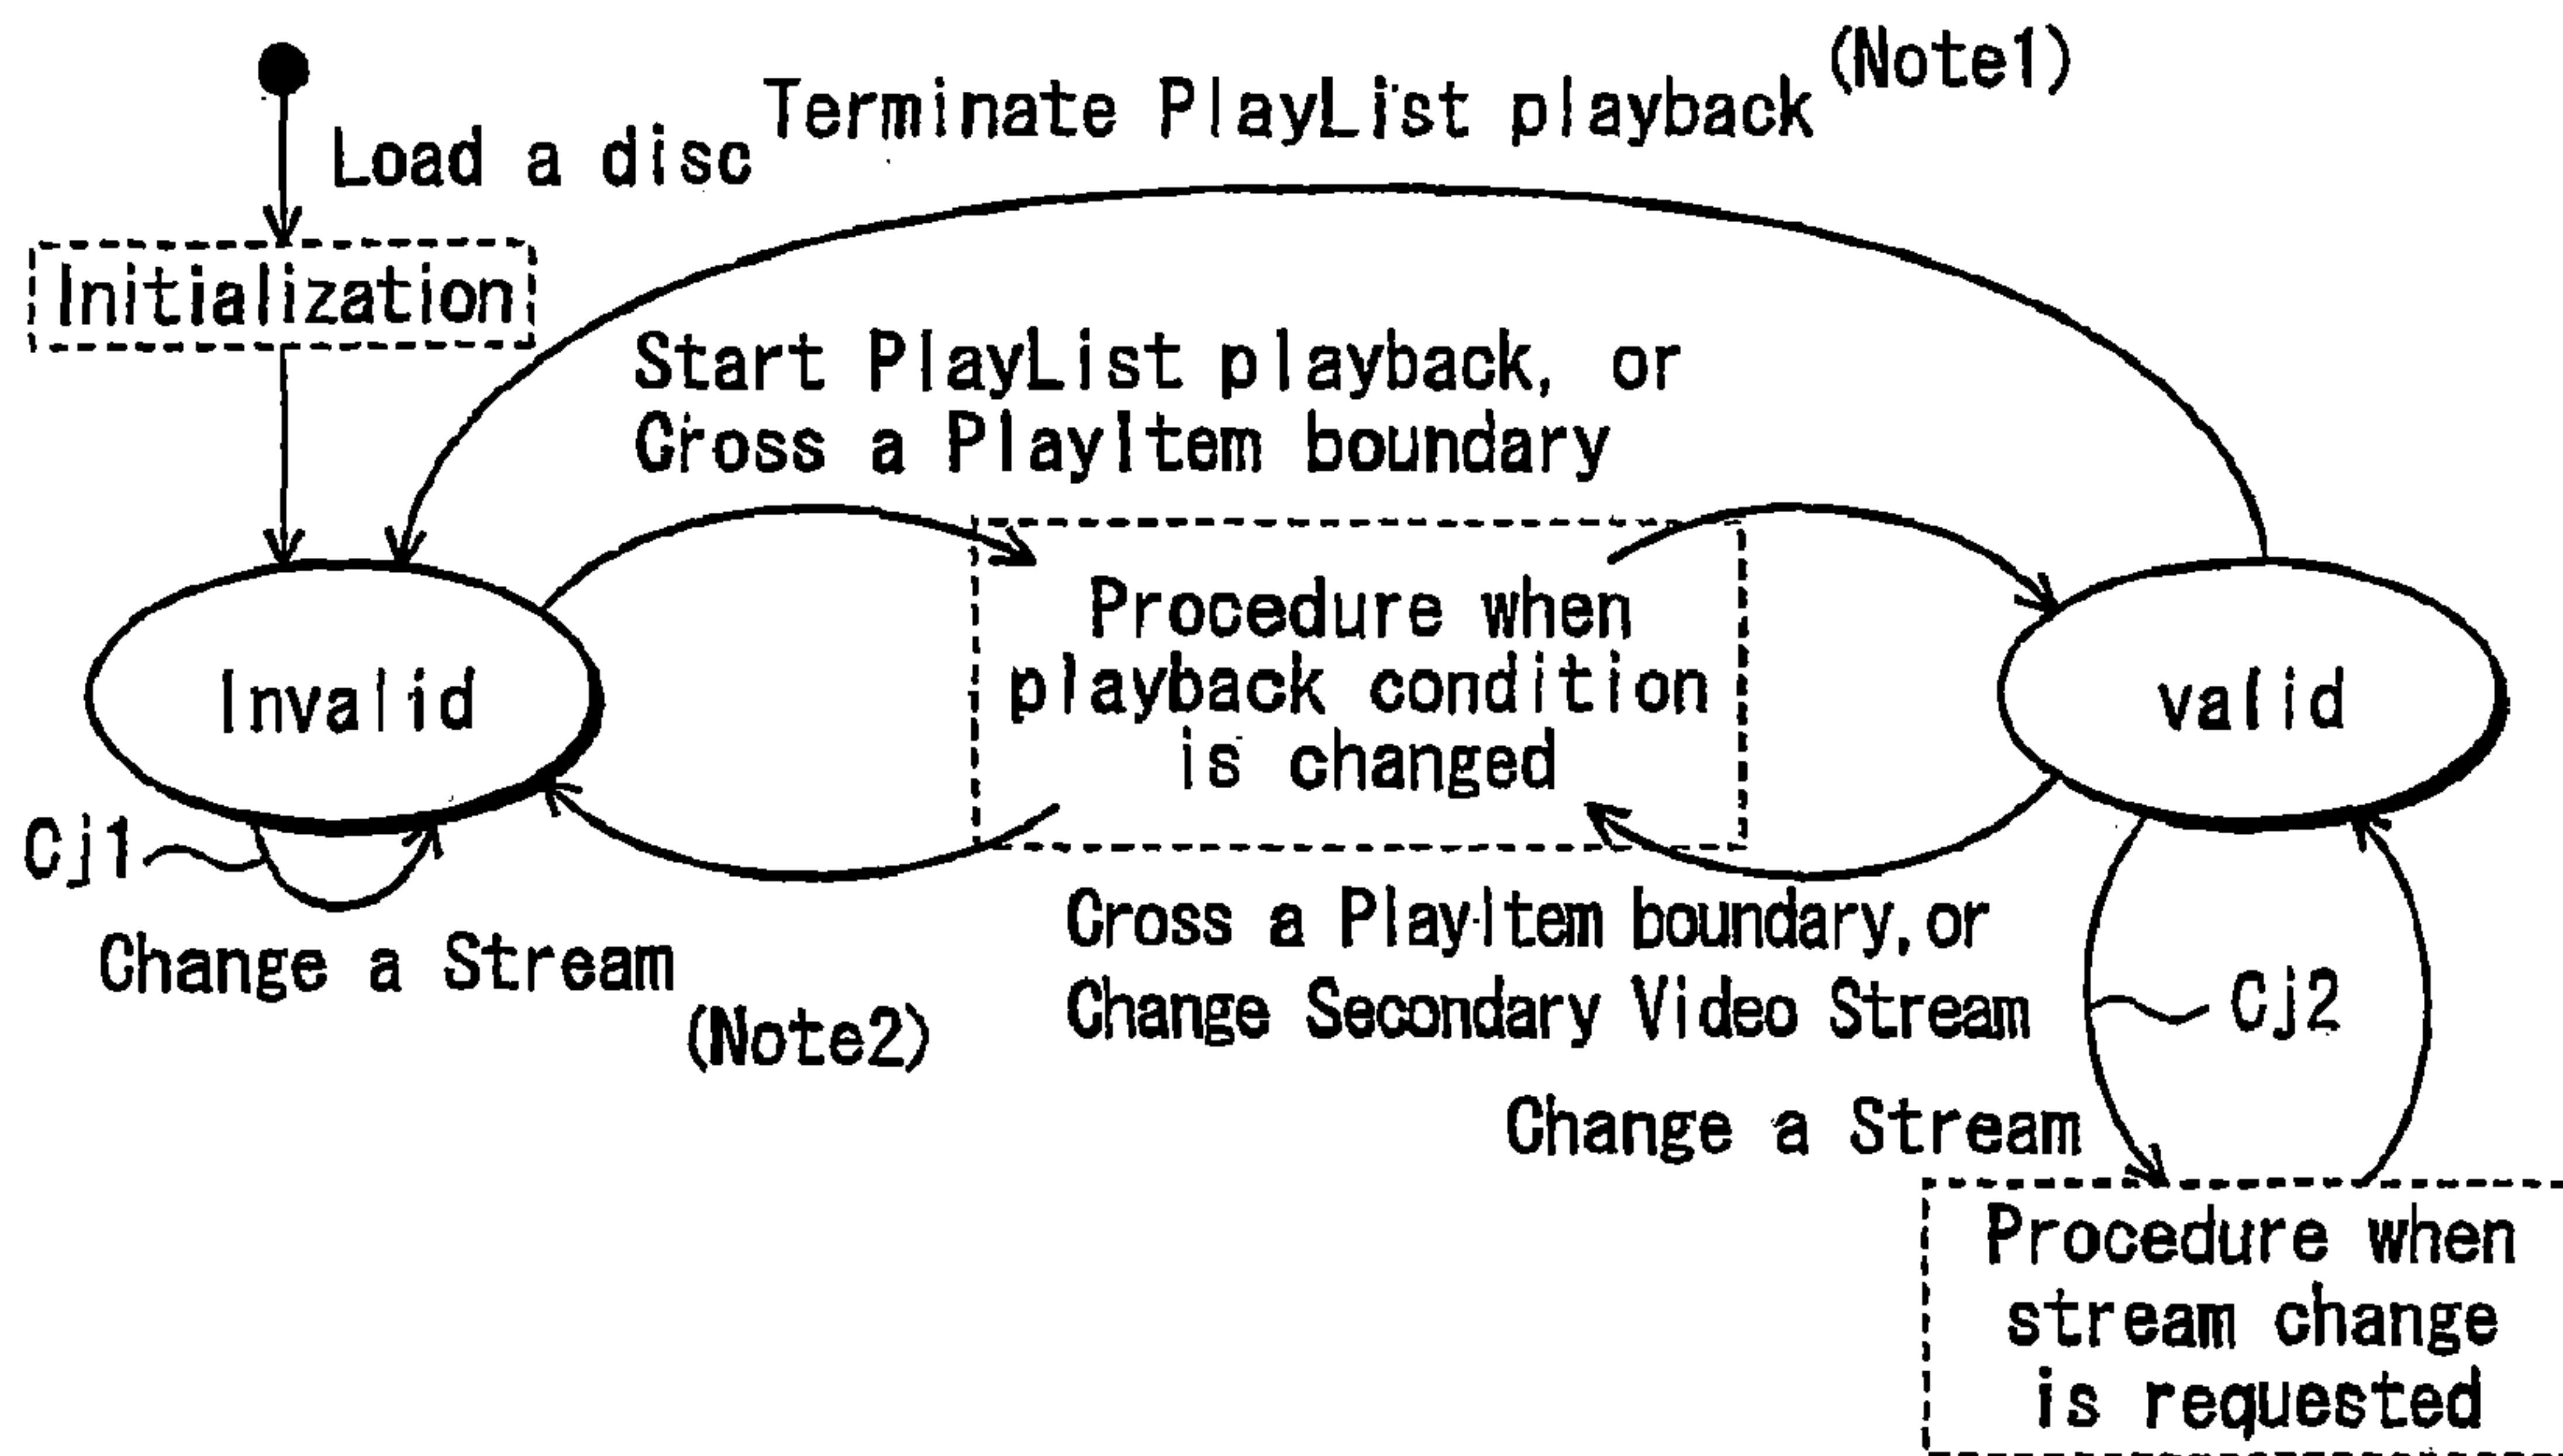 (Note1)
Terminate PlayList playback
Load a disc
Initialization
Start PlayList playback, or
Cross a PlayItem boundary
Procedure when
playback condition
is changed
Invalid
valid
Cj1
Change a Stream
(Note2)
Cross a PlayItem boundary, or
Change Secondary Video Stream
Cj2
Change a Stream
Procedure when
stream change
is requested